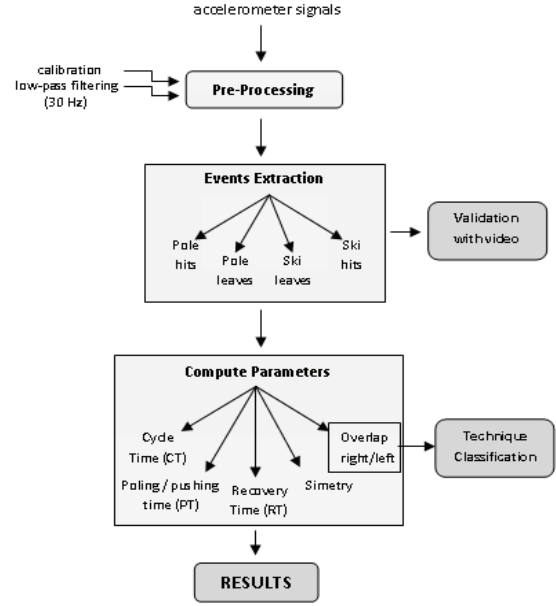 accelerometer signals
calibration
low-pass filtering
(30 Hz)
Pre-Processing
Events Extraction
Pole
hits
Pole
leaves
Ski
leaves
Ski
hits
Validation
with video
Compute Parameters
Cycle
Time (CT)
Poling / pushing
time (PT)
Recovery
Time (RT)
Simetry
Overlap
right/left
Technique
Classification
RESULTS